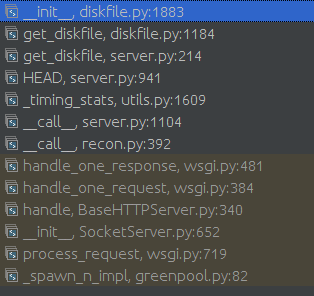 __init__, diskfile.py:1883
get_diskfile, diskfile.py:1184
get_diskfile, server.py:214
HEAD, server.py:941
_timing_stats, utils.py:1609
__call__, server.py:1104
__call__, recon.py:392
handle_one_response, wsgi.py:481
handle_one_request, wsgi.py:384
handle, BaseHTTPServer.py:340
__init__, SocketServer.py:652
process_request, wsgi.py:719
_spawn_n_impl, greenpool.py:82